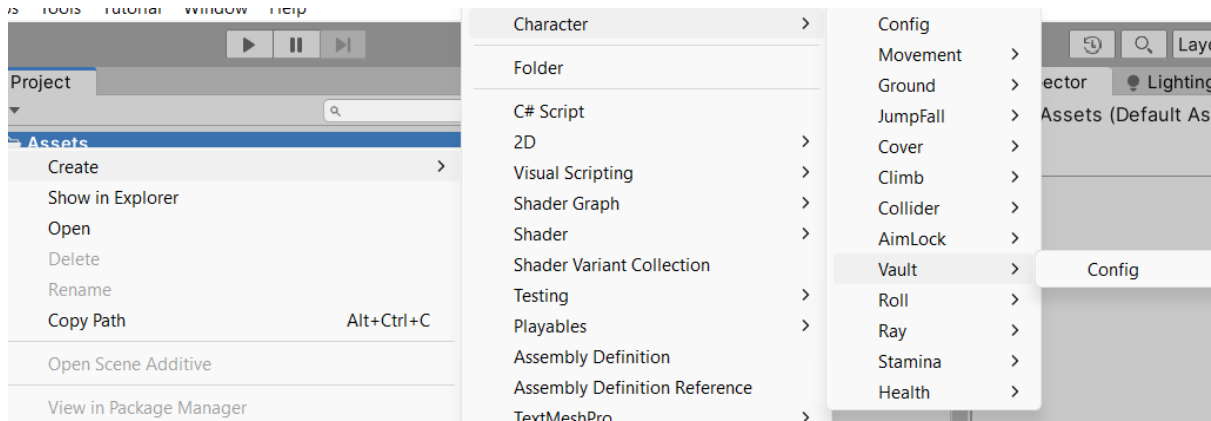 Tools Tutorial Window Help
Layo
Project
ector
Lighting
Assets (Default As
Assets
Create
Show in Explorer
Open
Delete
Rename
Copy Path Alt+Ctrl+C
Open Scene Additive
View in Package Manager
Character
Folder
C# Script
2D
Visual Scripting
Shader Graph
Shader
Shader Variant Collection
Testing
Playables
Assembly Definition
Assembly Definition Reference
TextMeshPro
Config
Movement
Ground
JumpFall
Cover
Climb
Collider
AimLock
Vault
Roll
Ray
Stamina
Health
Config